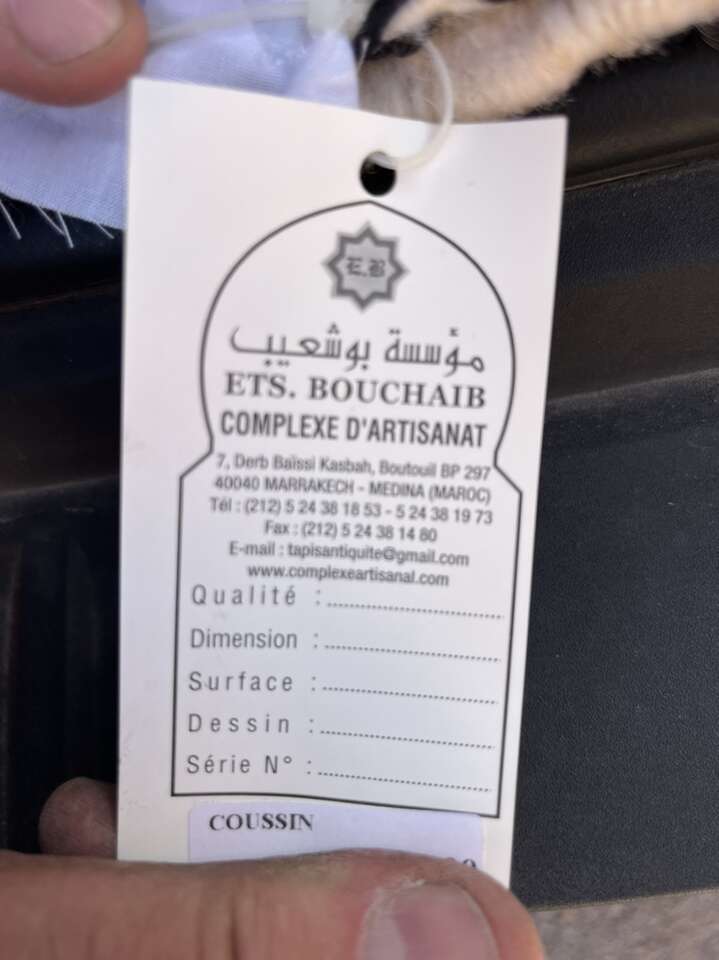 E.B
مؤسسة بوشعيب
ETS. BOUCHAIB
COMPLEXE D'ARTISANAT
7, Derb Baïssi Kasbah, Boutouil BP 297
40040 MARRAKECH - MEDINA (MAROC)
Tél : (212) 5 24 38 18 53 - 5 24 38 19 73
Fax : (212) 5 24 38 14 80
E-mail : tapisantiquite@gmail.com
www.complexeartisanal.com
Qualité :
Dimension :
Surface :
Dessin :
Série N° :
COUSSIN